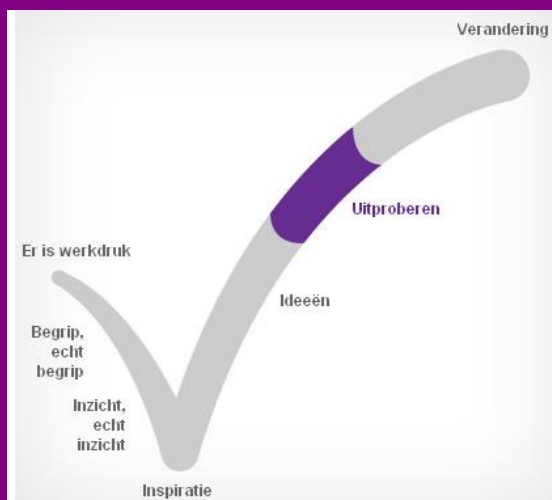 Verandering
Uitproberen
Er is werkdruk
Ideeën
Begrip,
echt
begrip
Inzicht,
echt
inzicht
Inspiratie